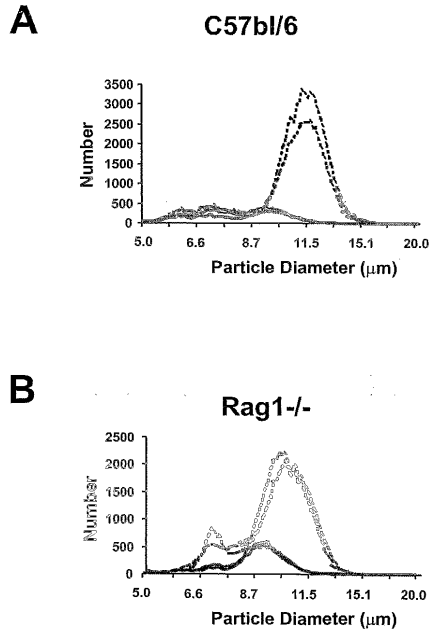 A
C57bl/6
3500
3000
2500
2000
1500
1000
500
0
Number
5.0 6.6 8.7 11.5 15.1 20.0
Particle Diameter (μm)
B
Rag1-/-
2500
2000
1500
1000
500
0
Number
5.0 6.6 8.7 11.5 15.1 20.0
Particle Diameter (μm)